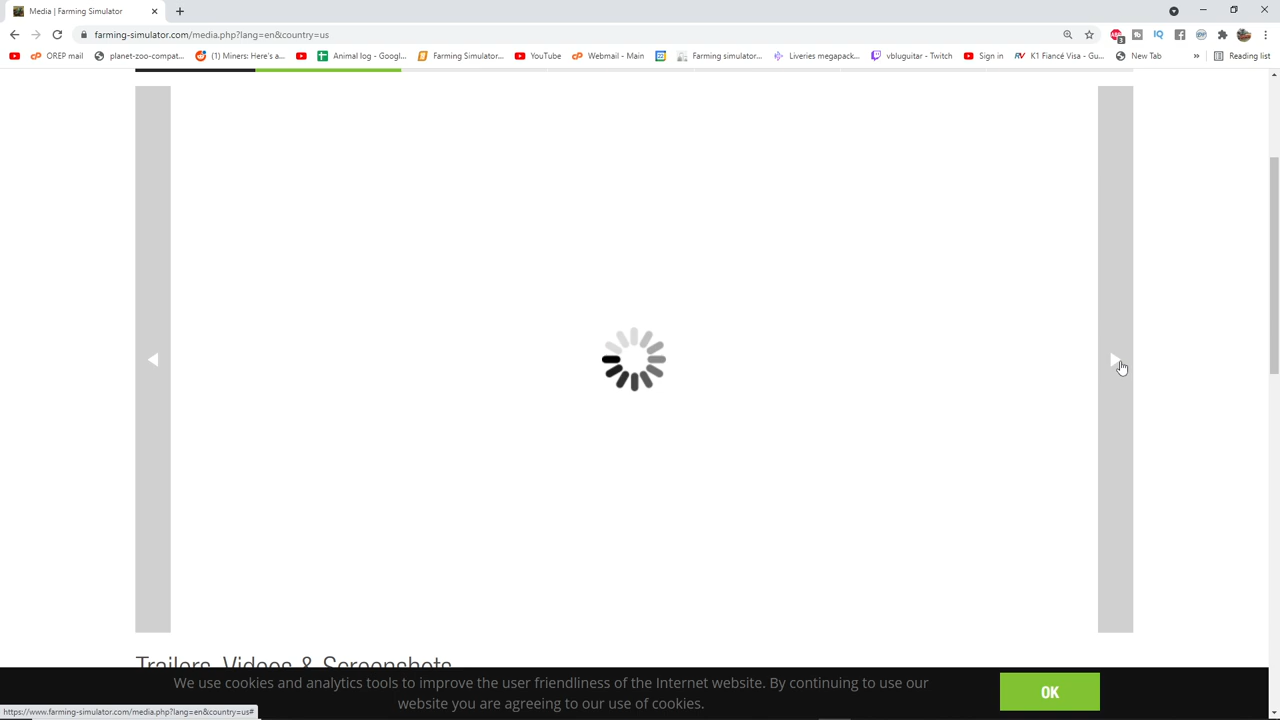 Media | Farming Simulator
farming-simulator.com/media.php?lang=en&country=us
OREP mail
planet-zoo-compat...
(1) Miners: Here's a...
Animal log - Googl...
Farming Simulator...
YouTube
Webmail - Main
Farming simulator...
Liveries megapack...
vbluguitar - Twitch
Sign in
K1 Fiancé Visa - Gu...
New Tab
»
Reading list
Trailers, Videos & Screenshots
We use cookies and analytics tools to improve the user friendliness of the Internet website. By continuing to use our
website you are agreeing to our use of cookies.
OK
https://www.farming-simulator.com/media.php?lang=en&country=us#